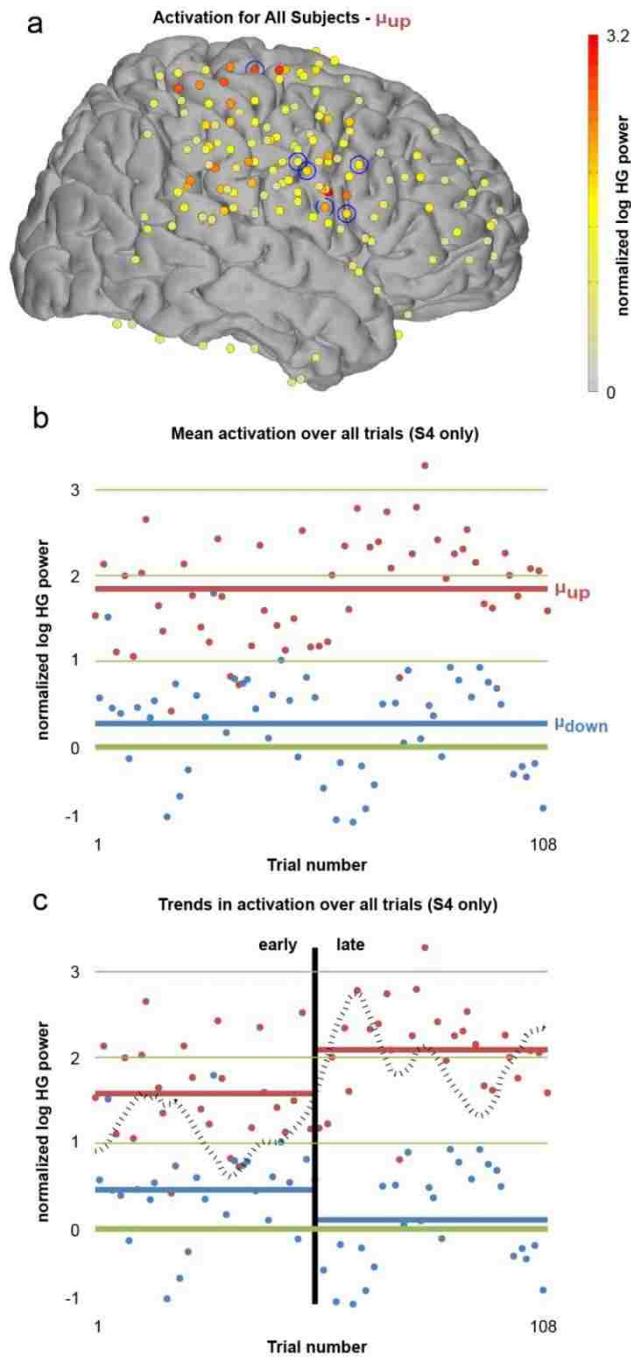 a
Activation for All Subjects - μup
3.2
normalized log HG power
0
b
Mean activation over all trials (S4 only)
normalized log HG power
3
2
1
0
-1
μup
μdown
1
108
Trial number
c
Trends in activation over all trials (S4 only)
early
late
normalized log HG power
3
2
1
0
-1
1
108
Trial number